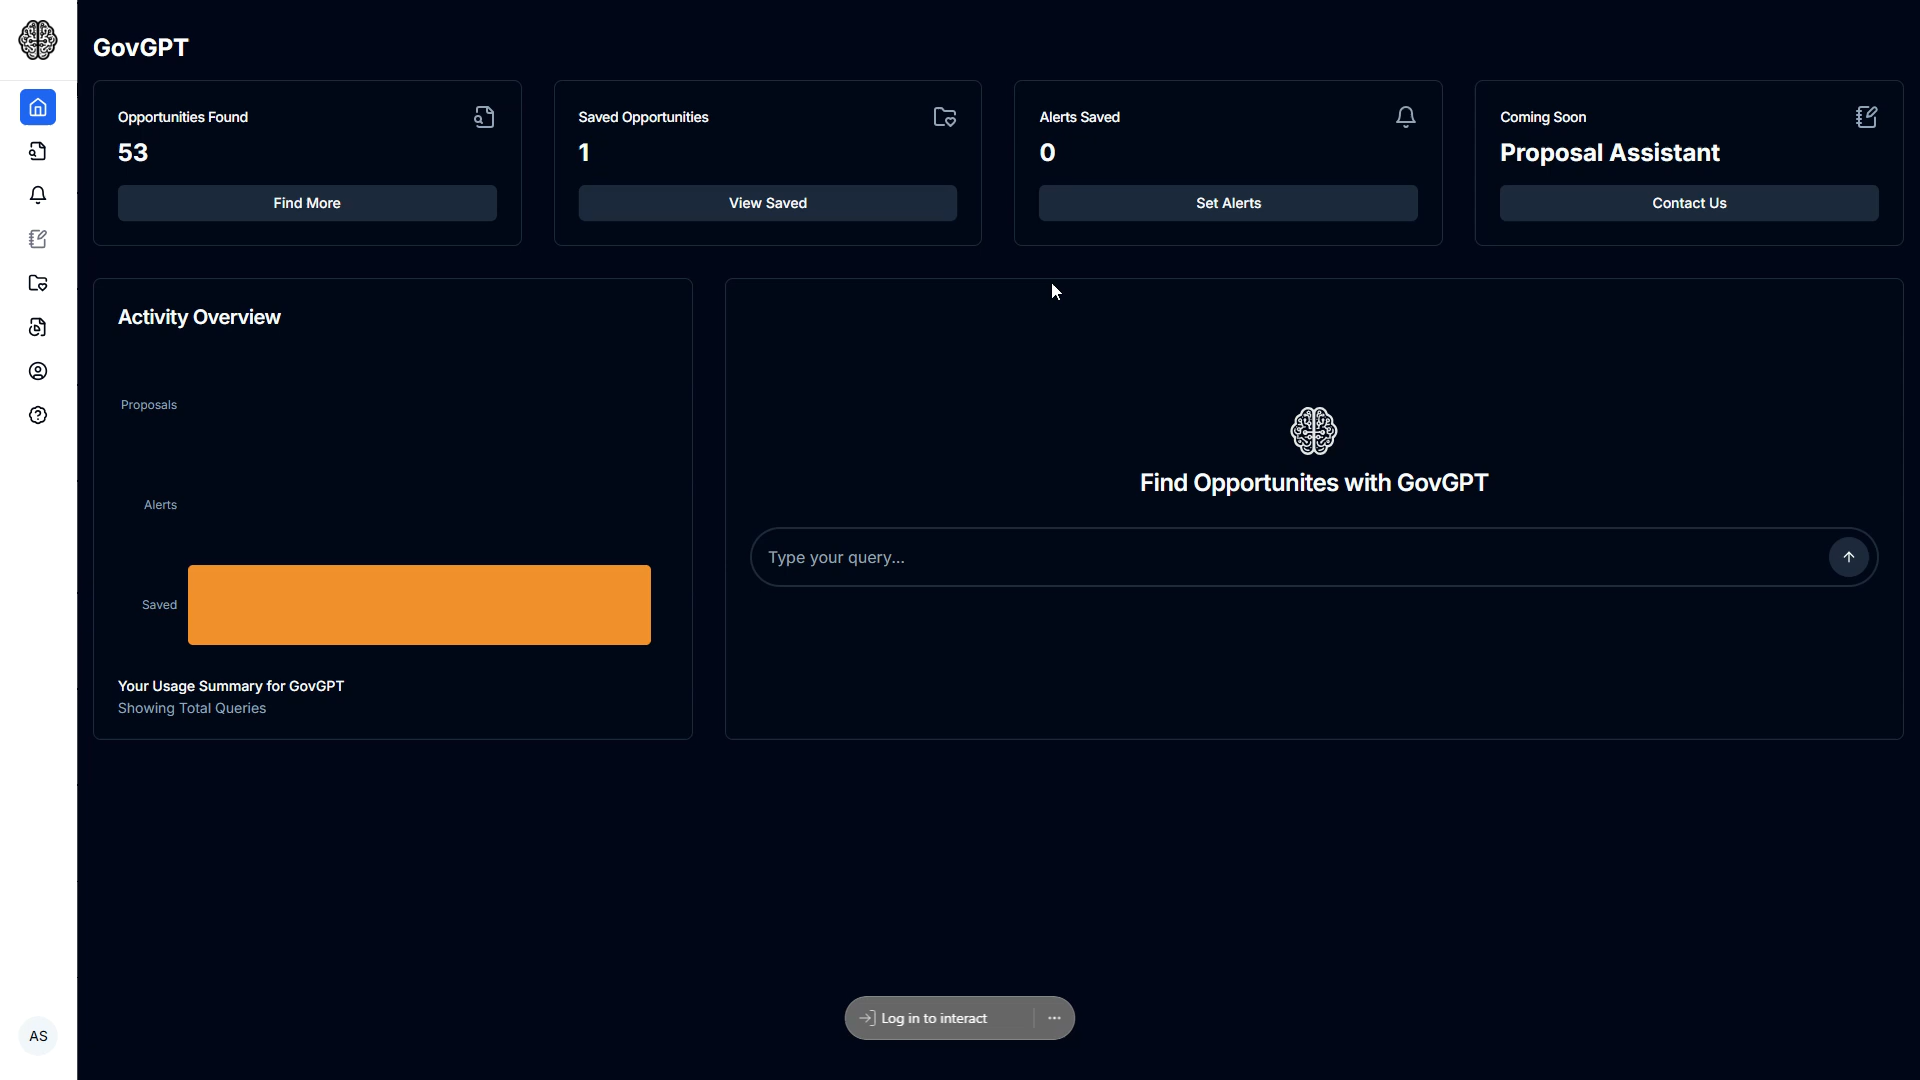 GovGPT
Opportunities Found
53
Find More
Saved Opportunities
1
View Saved
Alerts Saved
0
Set Alerts
Coming Soon
Proposal Assistant
Contact Us
Activity Overview
Proposals
Alerts
Saved
Your Usage Summary for GovGPT
Showing Total Queries
Find Opportunites with GovGPT
Type your query...
Log in to interact
AS